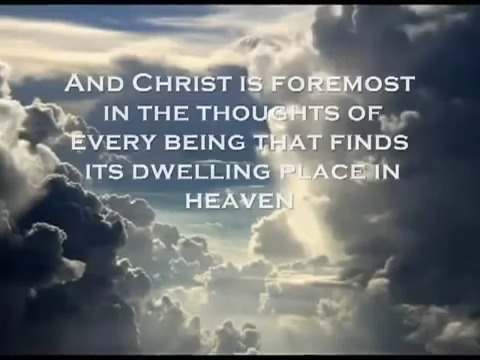 And Christ is foremost
in the thoughts of
every being that finds
its dwelling place in
heaven